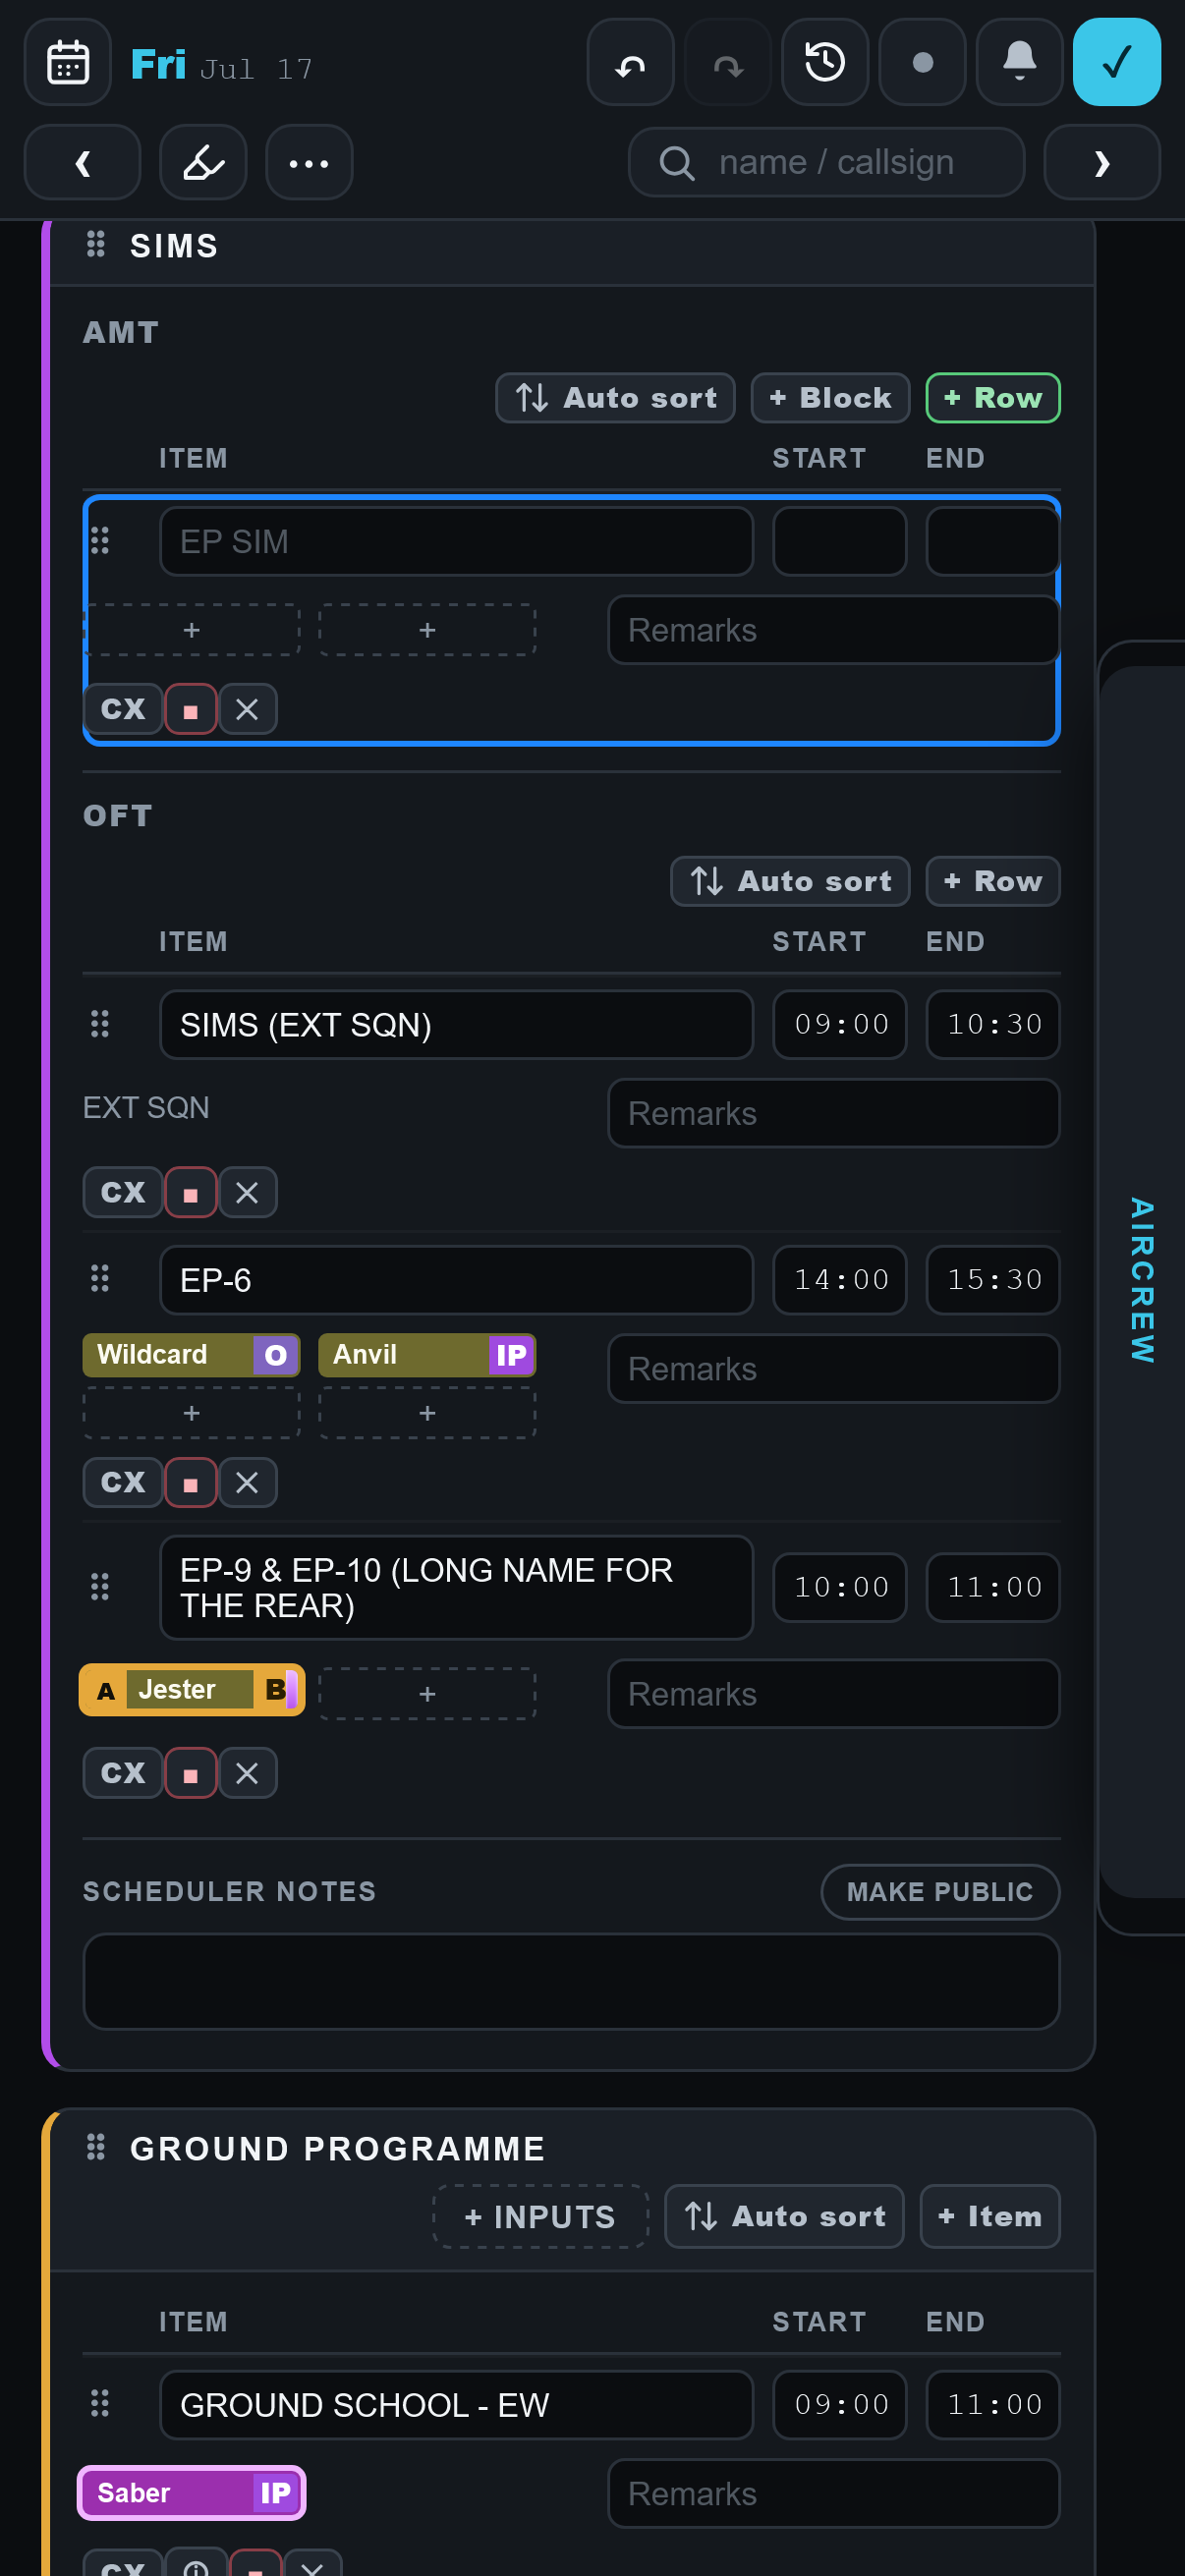 Fri Jul 17
name / callsign
SIMS
AMT
Auto sort + Block + Row
ITEM START END
EP SIM
+ + Remarks
CX
OFT
Auto sort + Row
ITEM START END
SIMS (EXT SQN) 09:00 10:30
EXT SQN Remarks
CX
EP-6 14:00 15:30
Wildcard O Anvil IP Remarks
+ +
CX
EP-9 & EP-10 (LONG NAME FOR
THE REAR) 10:00 11:00
A Jester B + Remarks
CX
SCHEDULER NOTES MAKE PUBLIC
AIRCREW
GROUND PROGRAMME
+ INPUTS Auto sort + Item
ITEM START END
GROUND SCHOOL - EW 09:00 11:00
Saber IP Remarks
CX